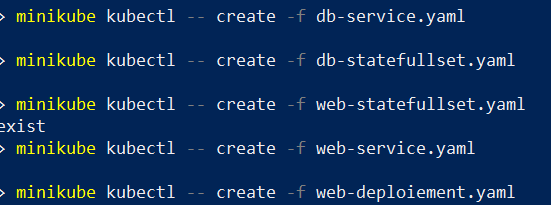 > minikube kubectl -- create -f db-service.yaml
> minikube kubectl -- create -f db-statefullset.yaml
> minikube kubectl -- create -f web-statefullset.yaml
exist
> minikube kubectl -- create -f web-service.yaml
> minikube kubectl -- create -f web-deploiement.yaml